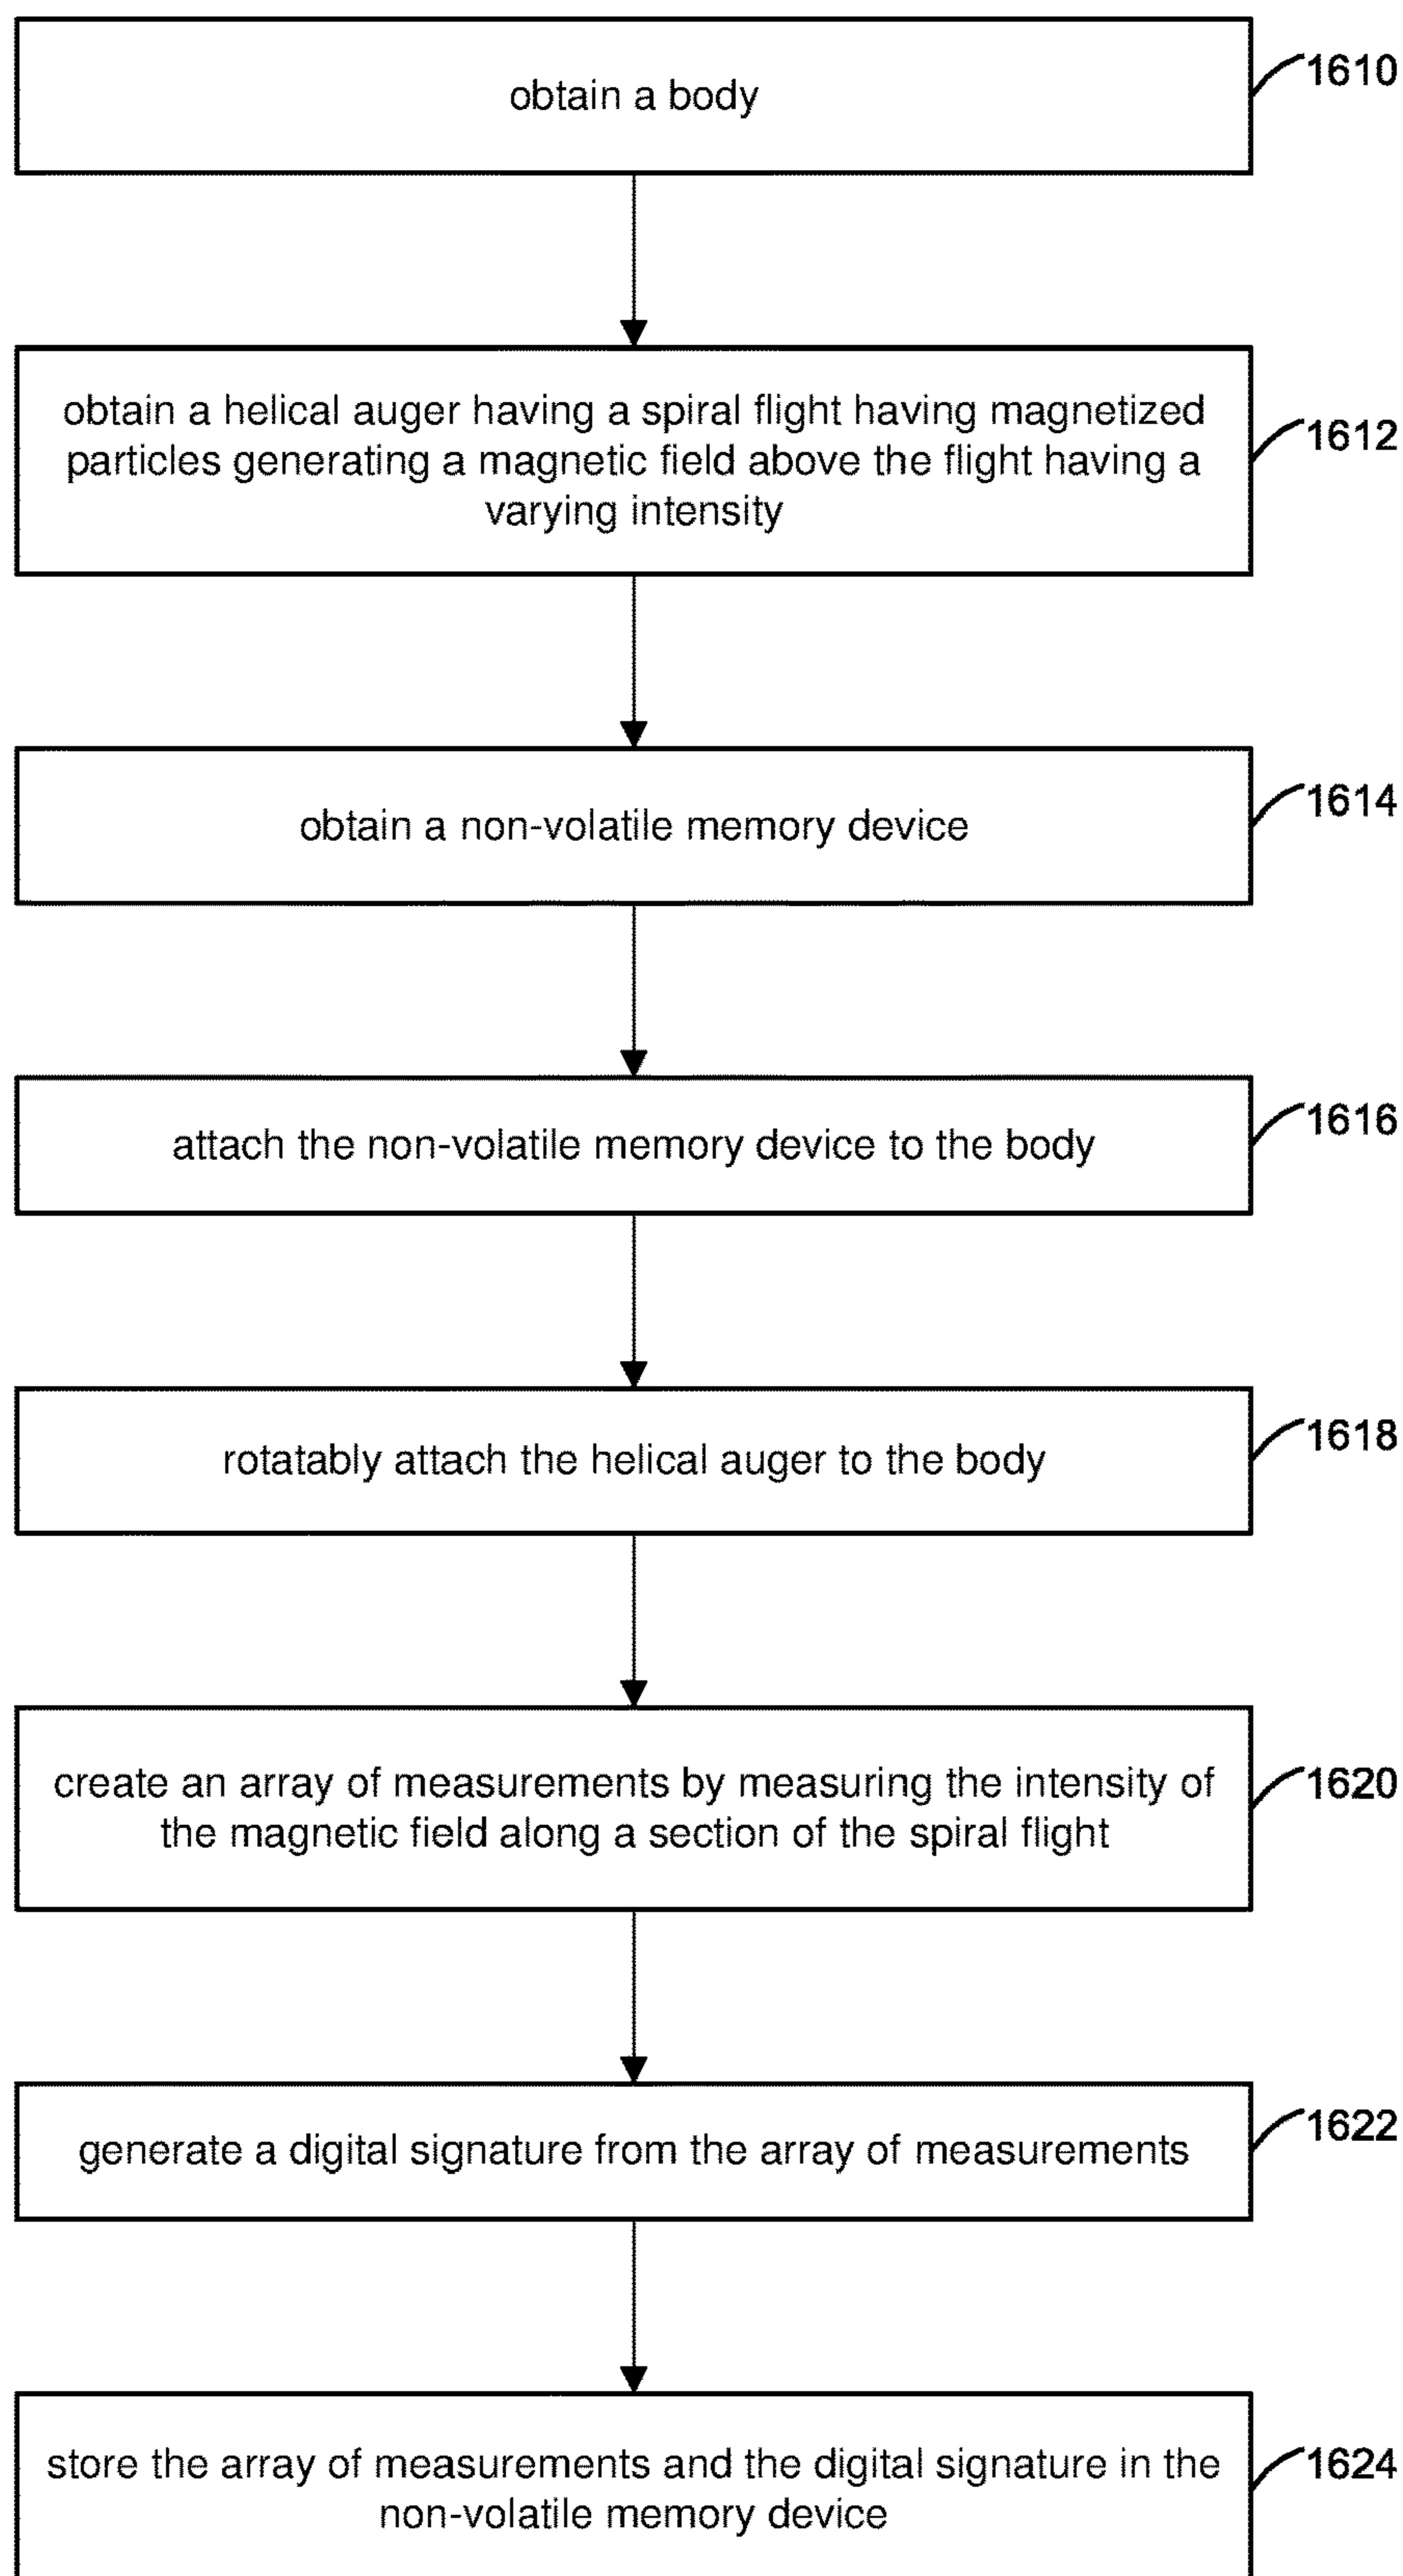 obtain a body
1610
obtain a helical auger having a spiral flight having magnetized
particles generating a magnetic field above the flight having a
varying intensity
1612
obtain a non-volatile memory device
1614
attach the non-volatile memory device to the body
1616
rotatably attach the helical auger to the body
1618
create an array of measurements by measuring the intensity of
the magnetic field along a section of the spiral flight
1620
generate a digital signature from the array of measurements
1622
store the array of measurements and the digital signature in the
non-volatile memory device
1624